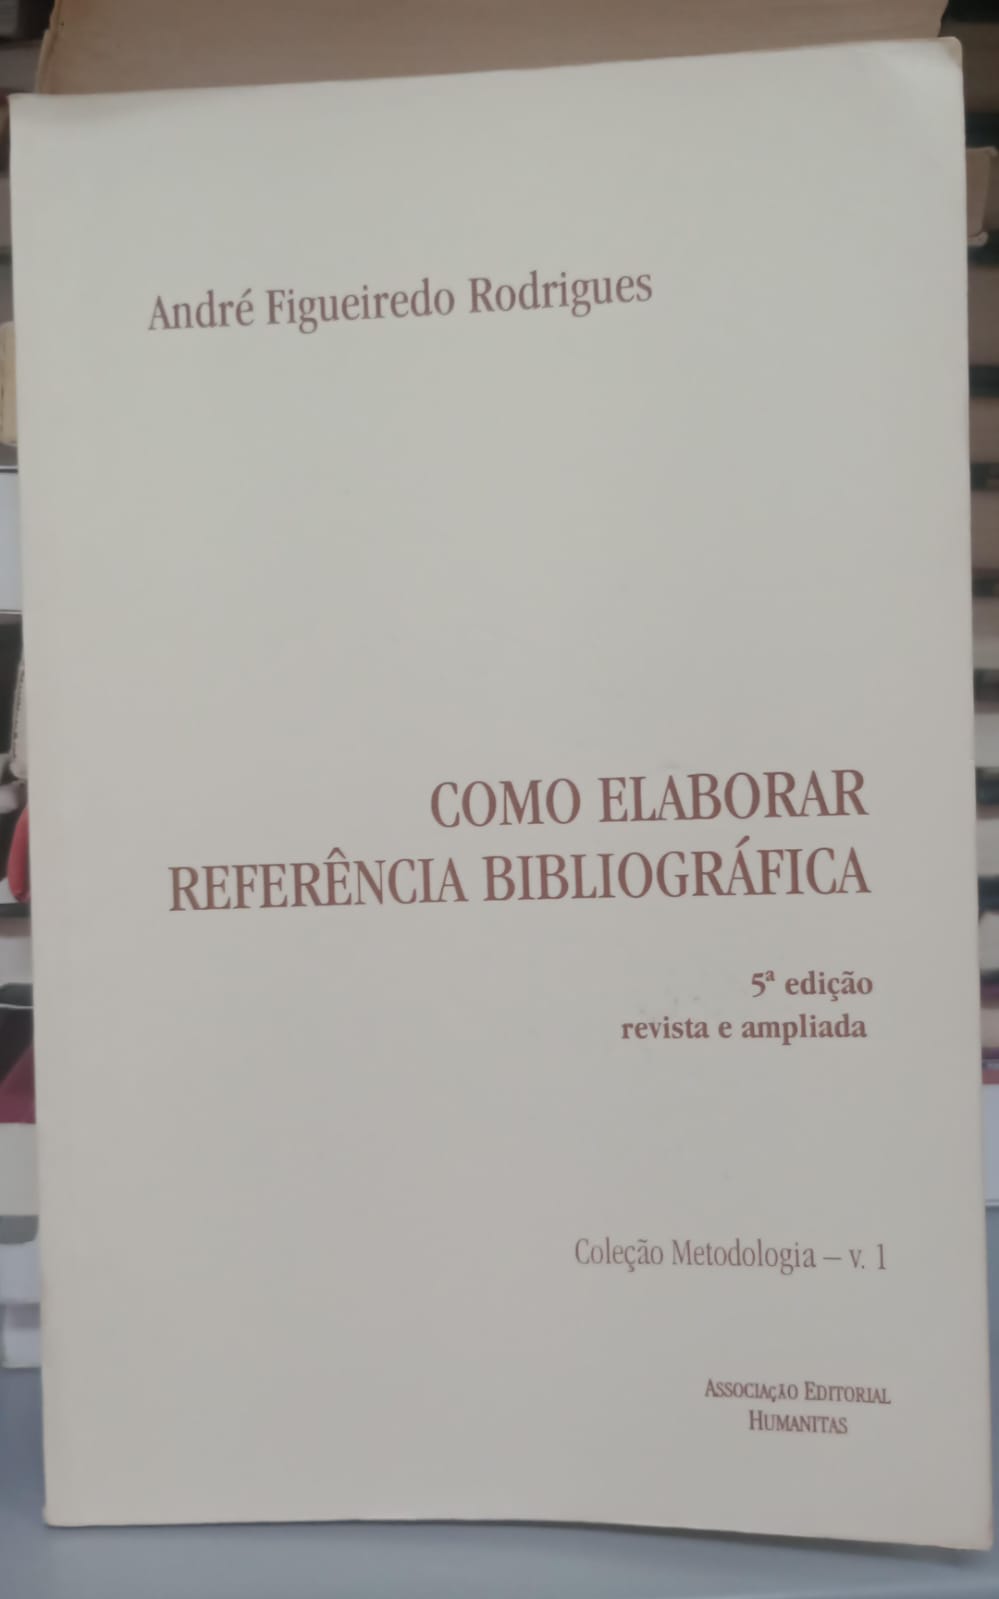 André Figueiredo Rodrigues
COMO ELABORAR
REFERÊNCIA BIBLIOGRÁFICA
5ª edição
revista e ampliada
Coleção Metodologia – v. 1
ASSOCIAÇÃO EDITORIAL
HUMANITAS